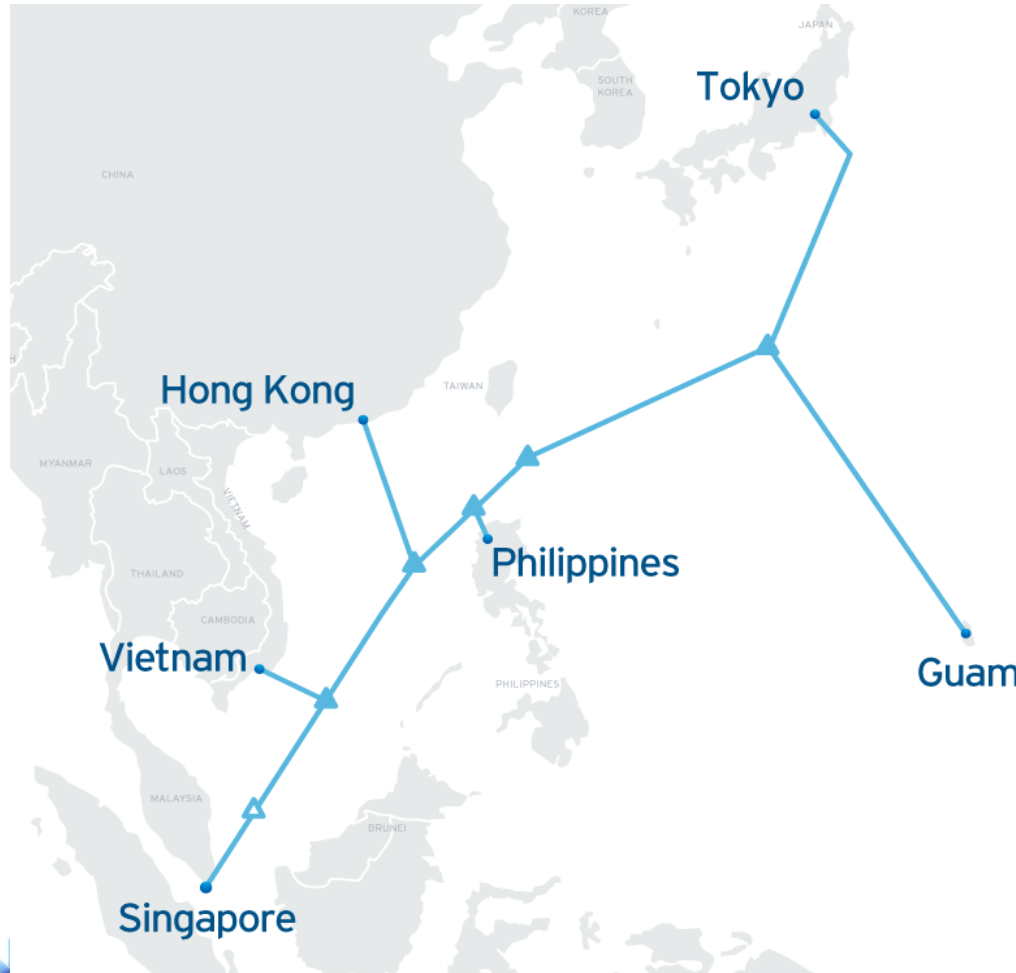 KOREA
JAPAN
SOUTH
KOREA
Tokyo
CHINA
H
Hong Kong
TAIWAN
MYANMAR
LAOS
VIETNAM
Philippines
THAILAND
CAMBODIA
Vietnam
PHILIPPINES
Guam
MALAYSIA
BRUNEI
Singapore